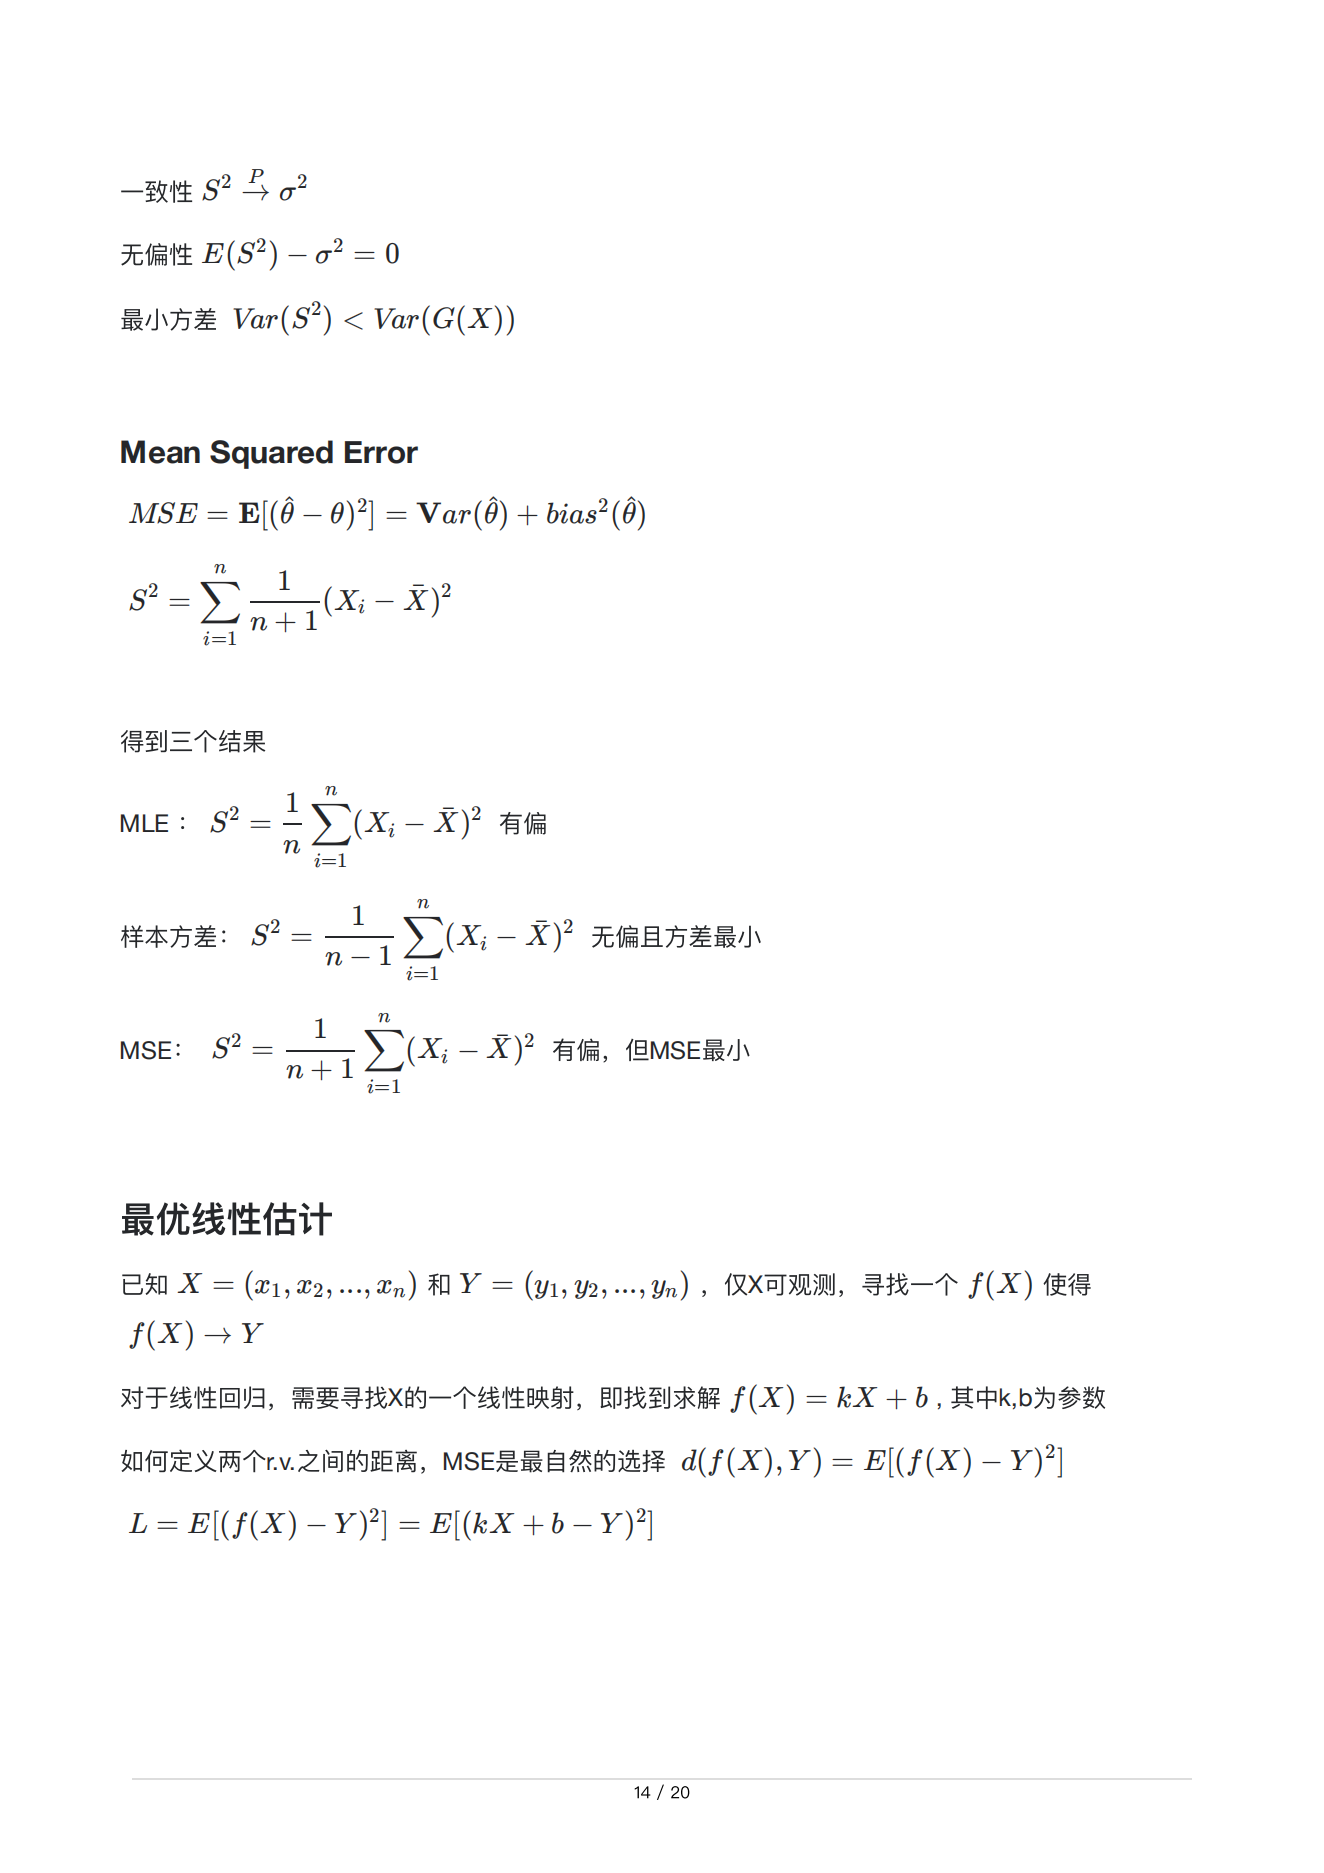 一致性 $S^2 \xrightarrow{P} \sigma^2$
无偏性 $E(S^2) - \sigma^2 = 0$
最小方差 $Var(S^2) < Var(G(X))$
Mean Squared Error
$MSE = \mathbf{E}[(\hat{\theta} - \theta)^2] = \mathbf{V}ar(\hat{\theta}) + bias^2(\hat{\theta})$
$S^2 = \sum_{i=1}^{n} \frac{1}{n+1}(X_i - \bar{X})^2$
得到三个结果
MLE： $S^2 = \frac{1}{n}\sum_{i=1}^{n}(X_i - \bar{X})^2$ 有偏
样本方差： $S^2 = \frac{1}{n-1}\sum_{i=1}^{n}(X_i - \bar{X})^2$ 无偏且方差最小
MSE： $S^2 = \frac{1}{n+1}\sum_{i=1}^{n}(X_i - \bar{X})^2$ 有偏，但MSE最小
最优线性估计
已知 $X = (x_1, x_2, ..., x_n)$ 和 $Y = (y_1, y_2, ..., y_n)$ ，仅X可观测，寻找一个 $f(X)$ 使得
$f(X) \to Y$
对于线性回归，需要寻找X的一个线性映射，即找到求解 $f(X) = kX + b$ , 其中k,b为参数
如何定义两个r.v.之间的距离，MSE是最自然的选择 $d(f(X), Y) = E[(f(X) - Y)^2]$
$L = E[(f(X) - Y)^2] = E[(kX + b - Y)^2]$
14 / 20